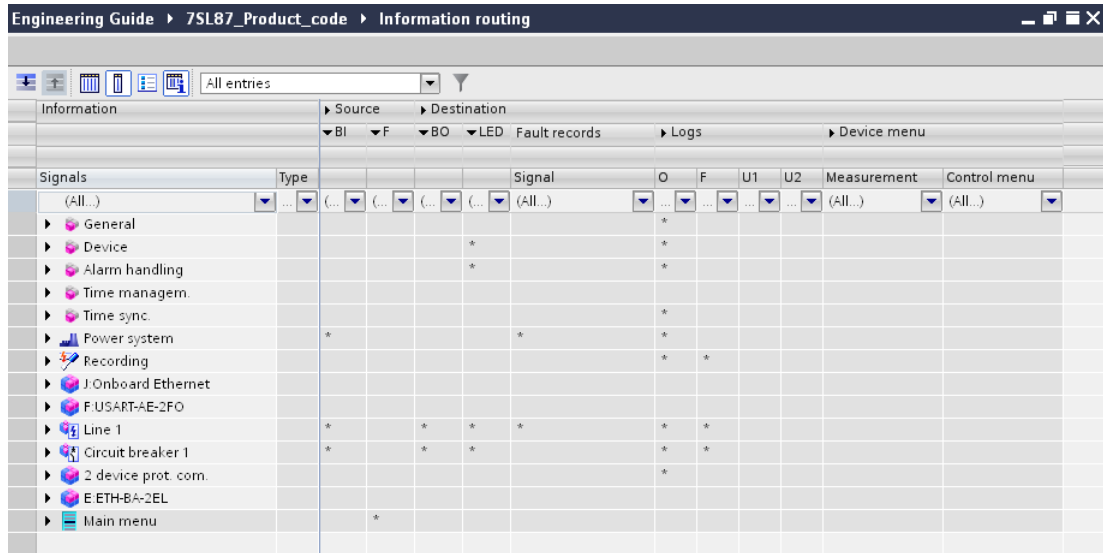 Engineering Guide ▸ 7SL87_Product_code ▸ Information routing
All entries
Information ▸ Source ▸ Destination
▾BI ▾F ▾BO ▾LED Fault records ▸ Logs ▸ Device menu
Signals Type Signal O F U1 U2 Measurement Control menu
(All...) ... (... (... (... (... (All...) ... ... ... ... (All...) (All...)
▸ General *
▸ Device * *
▸ Alarm handling * *
▸ Time managem.
▸ Time sync. *
▸ Power system * * *
▸ Recording * *
▸ J:Onboard Ethernet
▸ F:USART-AE-2FO
▸ Line 1 * * * * * *
▸ Circuit breaker 1 * * * * *
▸ 2 device prot. com. *
▸ E:ETH-BA-2EL
▸ Main menu *